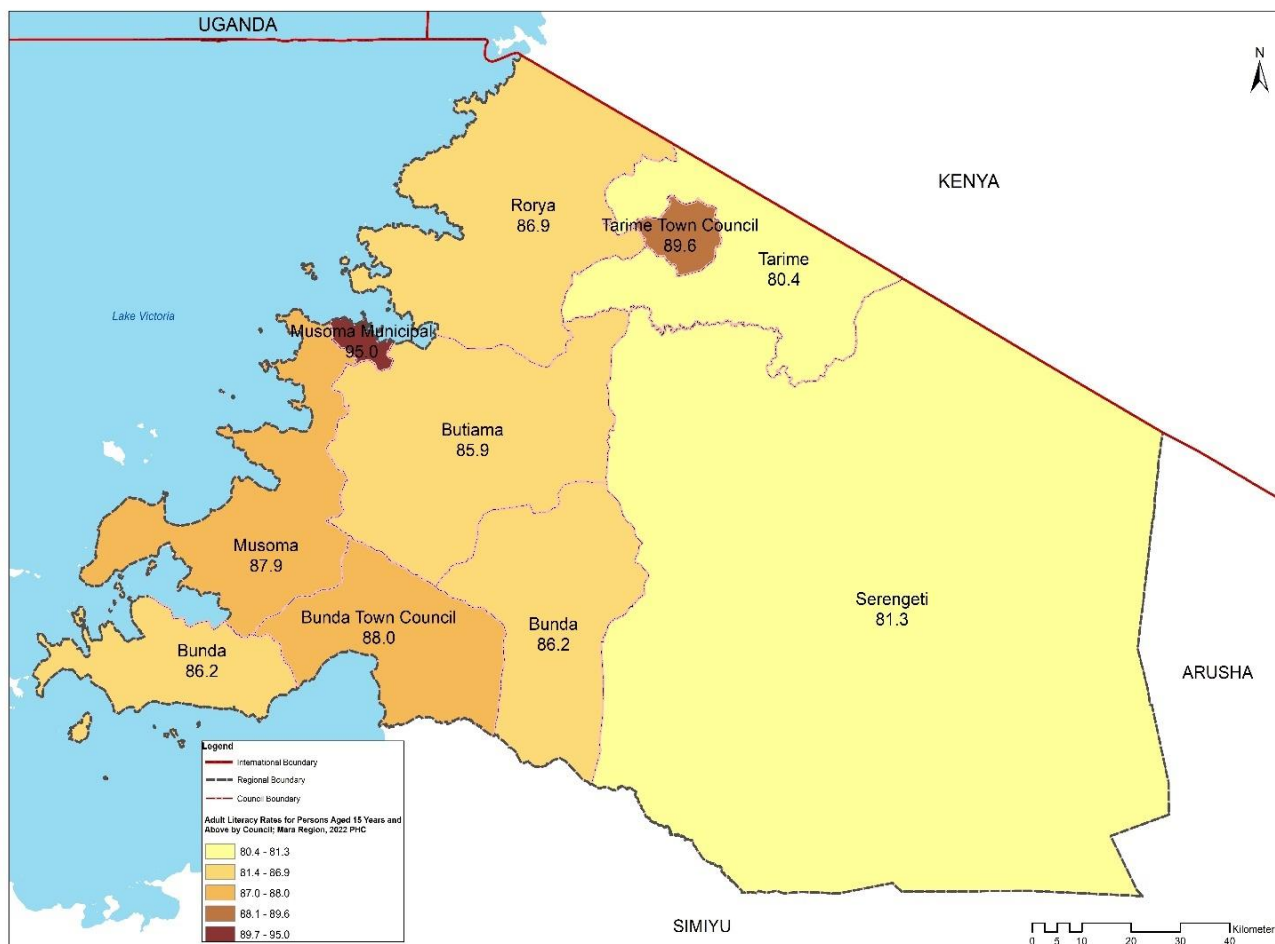 UGANDA
N
KENYA
Rorya
86.9
Tarime Town Council
89.6
Tarime
80.4
Lake Victoria
Musoma Municipal
95.0
Butiama
85.9
Musoma
87.9
Serengeti
81.3
Bunda Town Council
88.0
Bunda
86.2
Bunda
86.2
ARUSHA
Legend
International Boundary
Regional Boundary
Council Boundary
Adult Literacy Rates for Persons Aged 15 Years and
Above by Council; Mara Region, 2022 PHC
80.4 - 81.3
81.4 - 86.9
87.0 - 88.0
88.1 - 89.6
89.7 - 95.0
SIMIYU
Kilometer
0 5 10 20 30 40